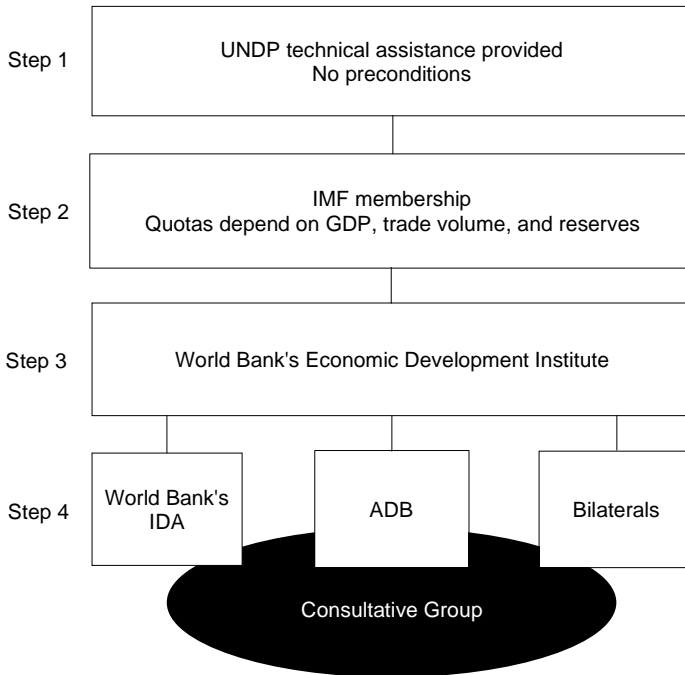 Step 1
UNDP technical assistance provided
No preconditions
Step 2
IMF membership
Quotas depend on GDP, trade volume, and reserves
Step 3
World Bank's Economic Development Institute
Step 4
World Bank's
IDA
ADB
Bilaterals
Consultative Group